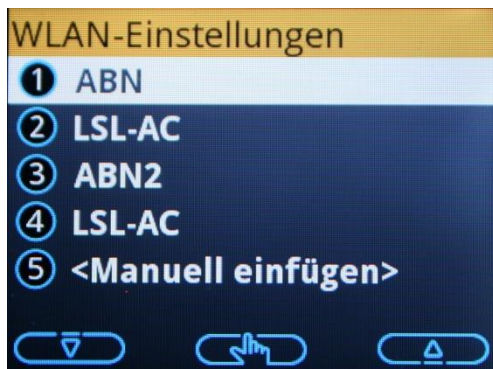 WLAN-Einstellungen
1 ABN
2 LSL-AC
3 ABN2
4 LSL-AC
5 <Manuell einfügen>